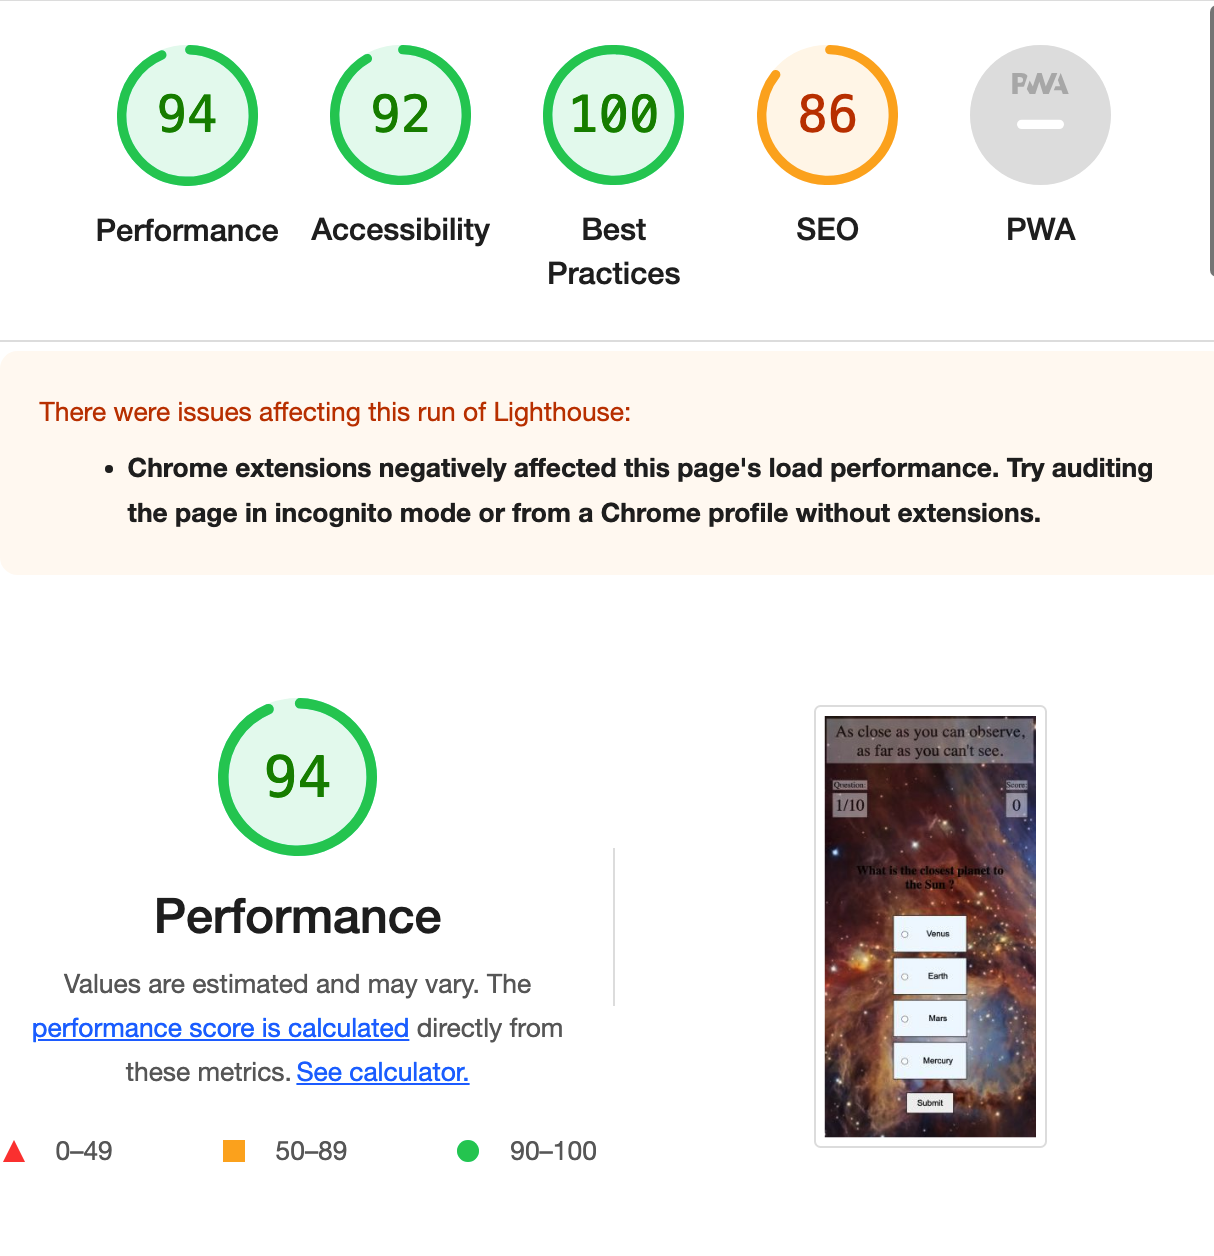 94
92
100
86
PWA
Performance
Accessibility
Best
Practices
SEO
PWA
There were issues affecting this run of Lighthouse:
• Chrome extensions negatively affected this page's load performance. Try auditing
the page in incognito mode or from a Chrome profile without extensions.
94
Performance
Values are estimated and may vary. The
performance score is calculated directly from
these metrics. See calculator.
0–49
50–89
90–100
As close as you can observe,
as far as you can't see.
Question:
Score:
1/10
0
What is the closest planet to
the Sun ?
Venus
Earth
Mars
Mercury
Submit